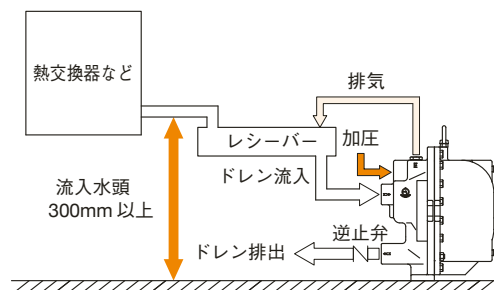 熱交換器など
排気
レシーバー
加圧
ドレン流入
流入水頭
300mm 以上
逆止弁
ドレン排出